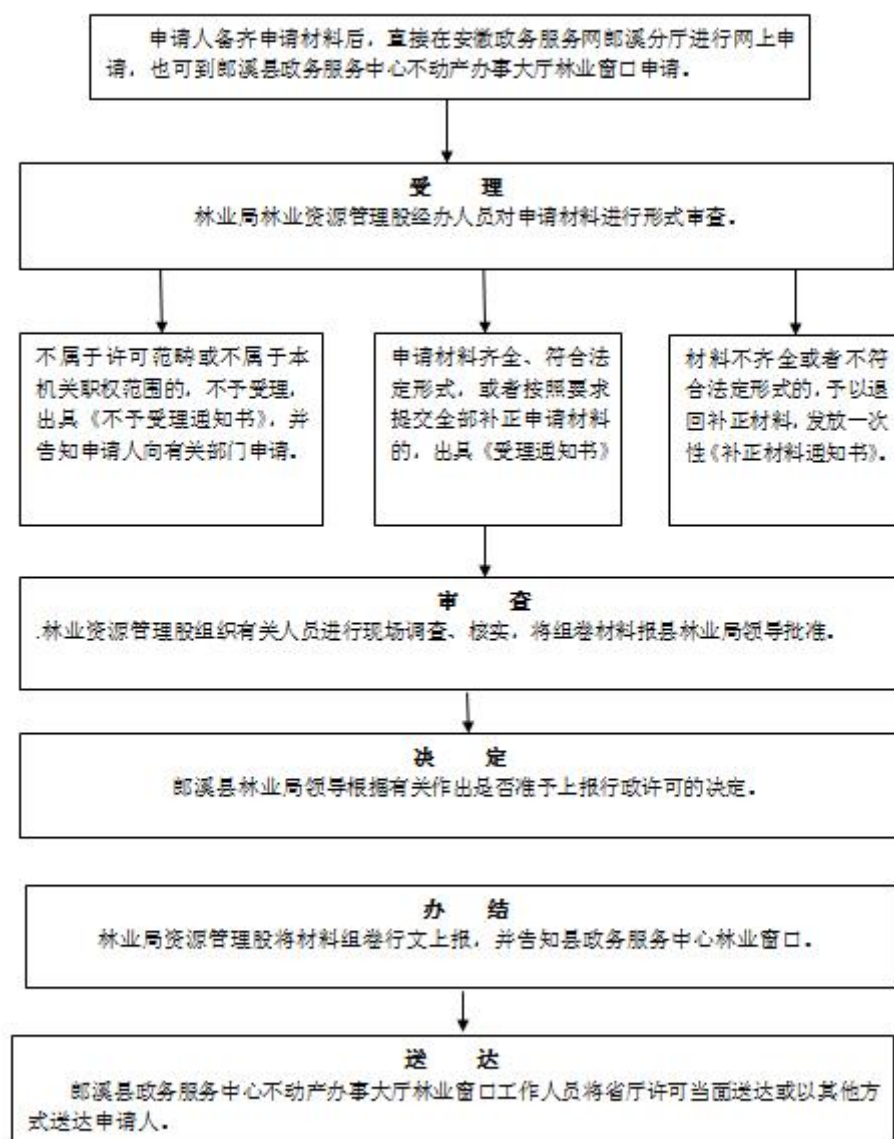 申请人备齐申请材料后，直接在安徽政务服务网郎溪分厅进行网上申
请，也可到郎溪县政务服务中心不动产办事大厅林业窗口申请。
受 理
林业局林业资源管理股经办人员对申请材料进行形式审查。
不属于许可范畴或不属于本
机关职权范围的，不予受理，
出具《不予受理通知书》，并
告知申请人向有关部门申请。
申请材料齐全、符合法
定形式，或者按照要求
提交全部补正申请材料
的，出具《受理通知书》
材料不齐全或者不符
合法定形式的，予以退
回补正材料，发放一次
性《补正材料通知书》。
审 查
.林业资源管理股组织有关人员进行现场调查、核实，将组卷材料报县林业局领导批准。
决 定
郎溪县林业局领导根据有关作出是否准予上报行政许可的决定。
办 结
林业局资源管理股将材料组卷行文上报，并告知县政务服务中心林业窗口。
送 达
郎溪县政务服务中心不动产办事大厅林业窗口工作人员将省厅许可当面送达或以其他方
式送达申请人。